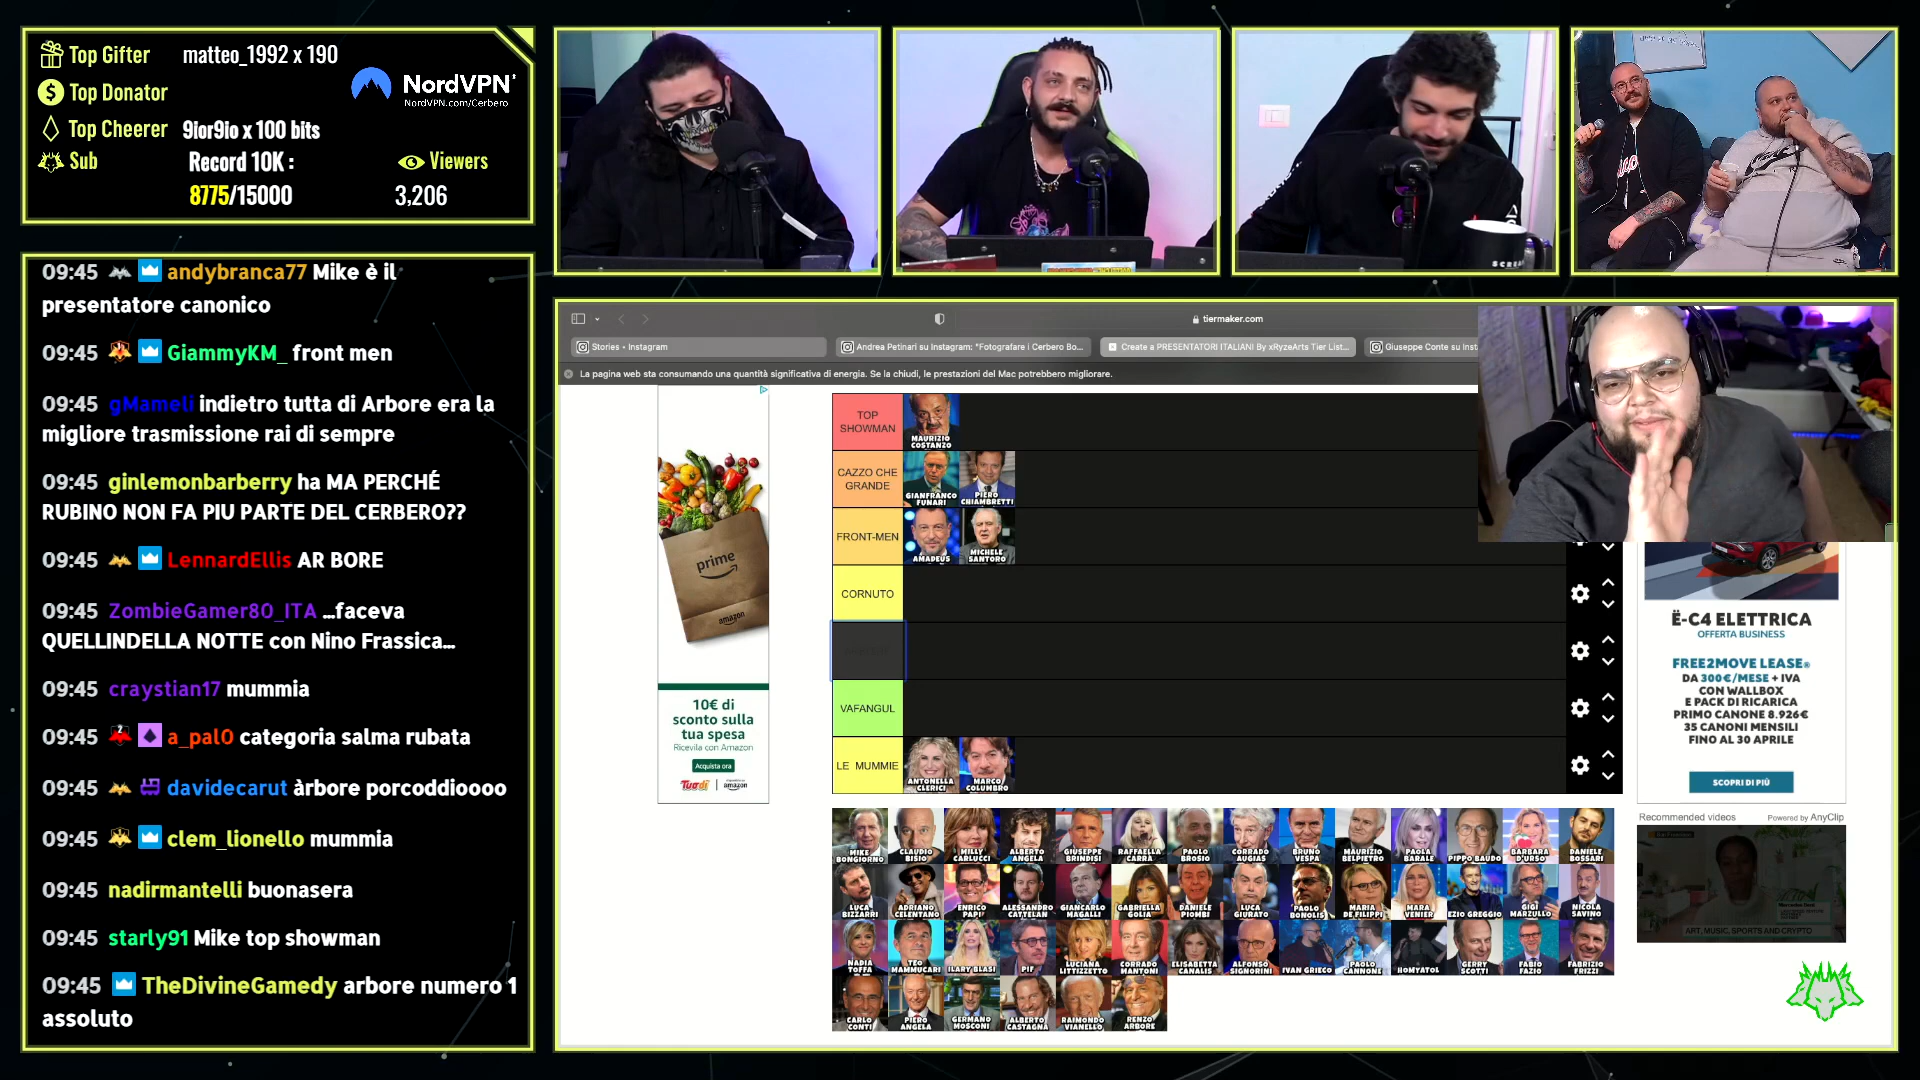 Top Gifter matteo_1992 x 190
Top Donator
Top Cheerer 9lor9lo x 100 bits
Sub Record 10K : Viewers
8775/15000 3,206
NordVPN
NordVPN.com/Cerbero
09:45 andybranca77 Mike è il
presentatore canonico
09:45 GiammyKM_ front men
09:45 gMameli indietro tutta di Arbore era la
migliore trasmissione rai di sempre
09:45 ginlemonbarberry ha MA PERCHÉ
RUBINO NON FA PIU PARTE DEL CERBERO??
09:45 LennardEllis AR BORE
09:45 ZombieGamer80_ITA ...faceva
QUELLINDELLA NOTTE con Nino Frassica...
09:45 craystian17 mummia
09:45 a_pal0 categoria salma rubata
09:45 davidecarut àrbore porcoddioooo
09:45 clem_lionello mummia
09:45 nadirmantelli buonasera
09:45 starly91 Mike top showman
09:45 TheDivineGamedy arbore numero 1
assoluto
tiermaker.com
Stories • Instagram
Andrea Petinari su Instagram: "Fotografare i Cerbero Bo...
Create a PRESENTATORI ITALIANI By xRyzeArts Tier List...
Giuseppe Conte su Inst
La pagina web sta consumando una quantità significativa di energia. Se la chiudi, le prestazioni del Mac potrebbero migliorare.
prime
amazon
10€ di
sconto sulla
tua spesa
Ricevila con Amazon
Acquista ora
Tuodì amazon
TOP
SHOWMAN
MAURIZIO
COSTANZO
CAZZO CHE
GRANDE
GIANFRANCO
FUNARI
PIERO
CHIAMBRETTI
FRONT-MEN
AMADEUS
MICHELE
SANTORO
CORNUTO
VAFANGUL
LE MUMMIE
ANTONELLA
CLERICI
MARCO
COLUMBRO
MIKE BONGIORNO
CLAUDIO BISIO
MILLY CARLUCCI
ALBERTO ANGELA
GIUSEPPE BRINDISI
RAFFAELLA CARRÀ
PAOLO BROSIO
CORRADO AUGIAS
BRUNO VESPA
MAURIZIO BELPIETRO
PAOLA BARALE
PIPPO BAUDO
BARBARA D'URSO
DANIELE BOSSARI
LUCA BIZZARRI
ADRIANO CELENTANO
ENRICO PAPI
ALESSANDRO CATTELAN
GIANCARLO MAGALLI
GABRIELLA GOLIA
DANIELE PIOMBI
LUCA GIURATO
PAOLO BONOLIS
MARIA DE FILIPPI
MARA VENIER
EZIO GREGGIO
GIGI MARZULLO
NICOLA SAVINO
NADIA TOFFA
TEO MAMMUCARI
ILARY BLASI
PIF
LUCIANA LITTIZZETTO
CORRADO MANTONI
ELISABETTA CANALIS
ALFONSO SIGNORINI
IVAN GRIECO
PAOLO CANNONE
HOMYATOL
GERRY SCOTTI
FABIO FAZIO
FABRIZIO FRIZZI
CARLO CONTI
PIERO ANGELA
GERMANO MOSCONI
ALBERTO CASTAGNA
RAIMONDO VIANELLO
RENZO ARBORE
Ë-C4 ELETTRICA
OFFERTA BUSINESS
FREE2MOVE LEASE®
DA 300€/MESE + IVA
CON WALLBOX
E PACK DI RICARICA
PRIMO CANONE 8.926€
35 CANONI MENSILI
FINO AL 30 APRILE
SCOPRI DI PIÙ
Recommended videos Powered by AnyClip
ART, MUSIC, SPORTS AND CRYPTO